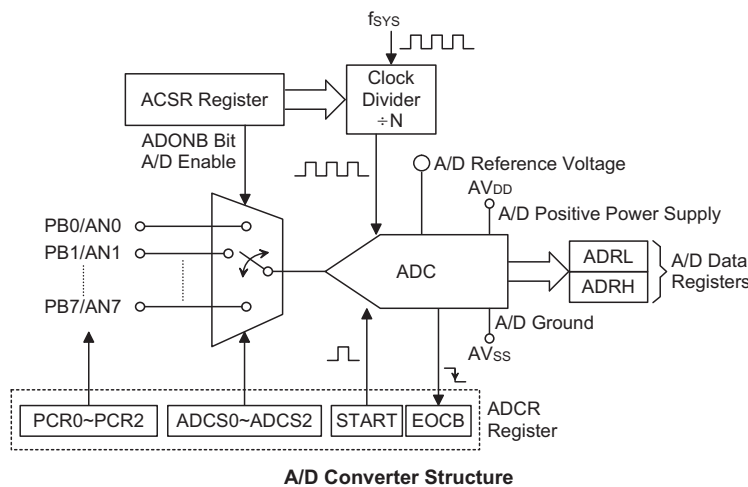 fSYS
Clock
Divider
÷N
ACSR Register
ADONB Bit
A/D Enable
A/D Reference Voltage
AVDD
A/D Positive Power Supply
PB0/AN0
PB1/AN1
PB7/AN7
ADC
ADRL
ADRH
A/D Data
Registers
A/D Ground
AVSS
PCR0~PCR2
ADCS0~ADCS2
START
EOCB
ADCR
Register
A/D Converter Structure